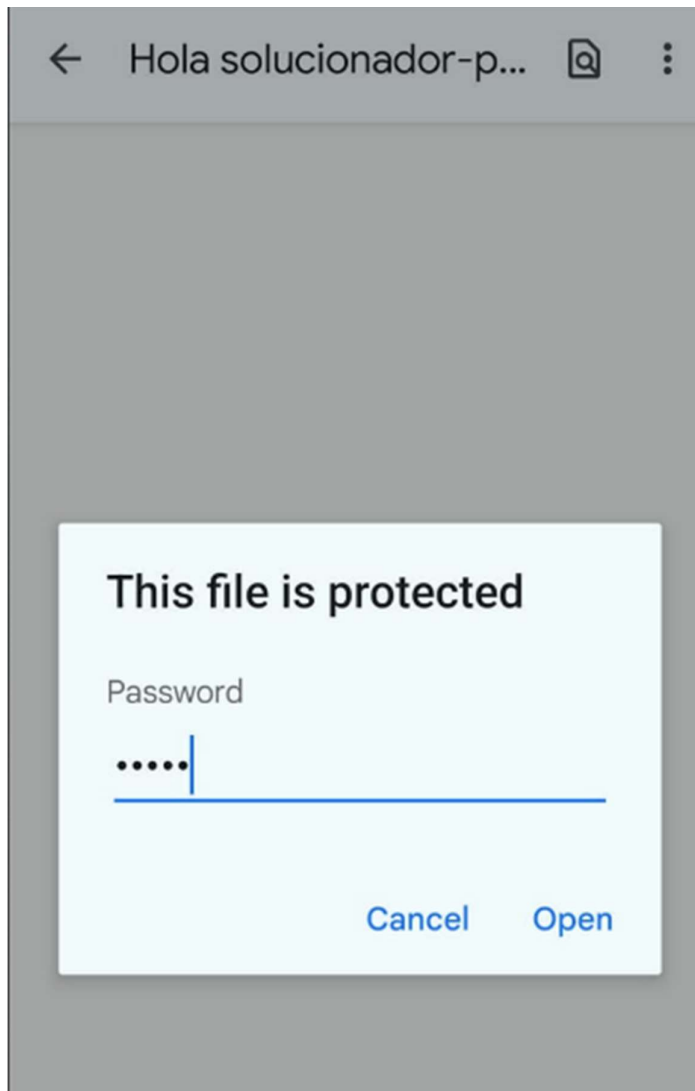 Hola solucionador-p...
This file is protected
Password
•••••
Cancel Open